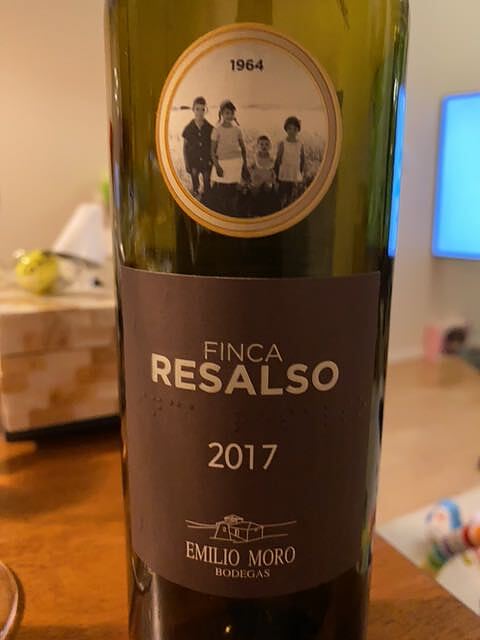 1964
FINCA
RESALSO
2017
EMILIO MORO
BODEGAS